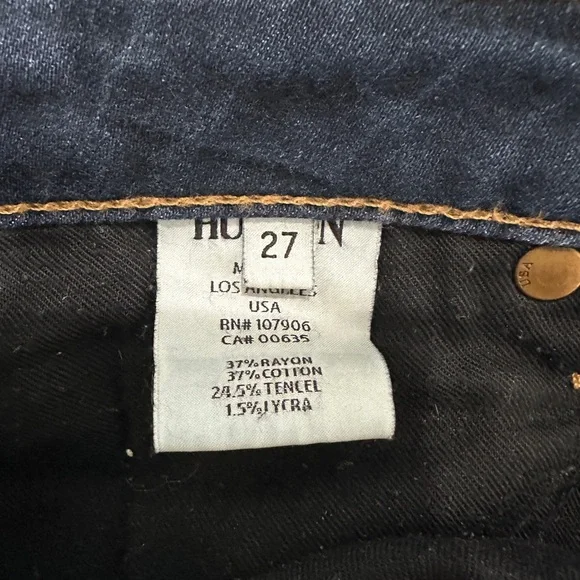 HU N
27
M
LOS ANGELES
USA
RN# 107906
CA# 00635
37% RAYON
37% COTTON
24.5% TENCEL
1.5% LYCRA
USA